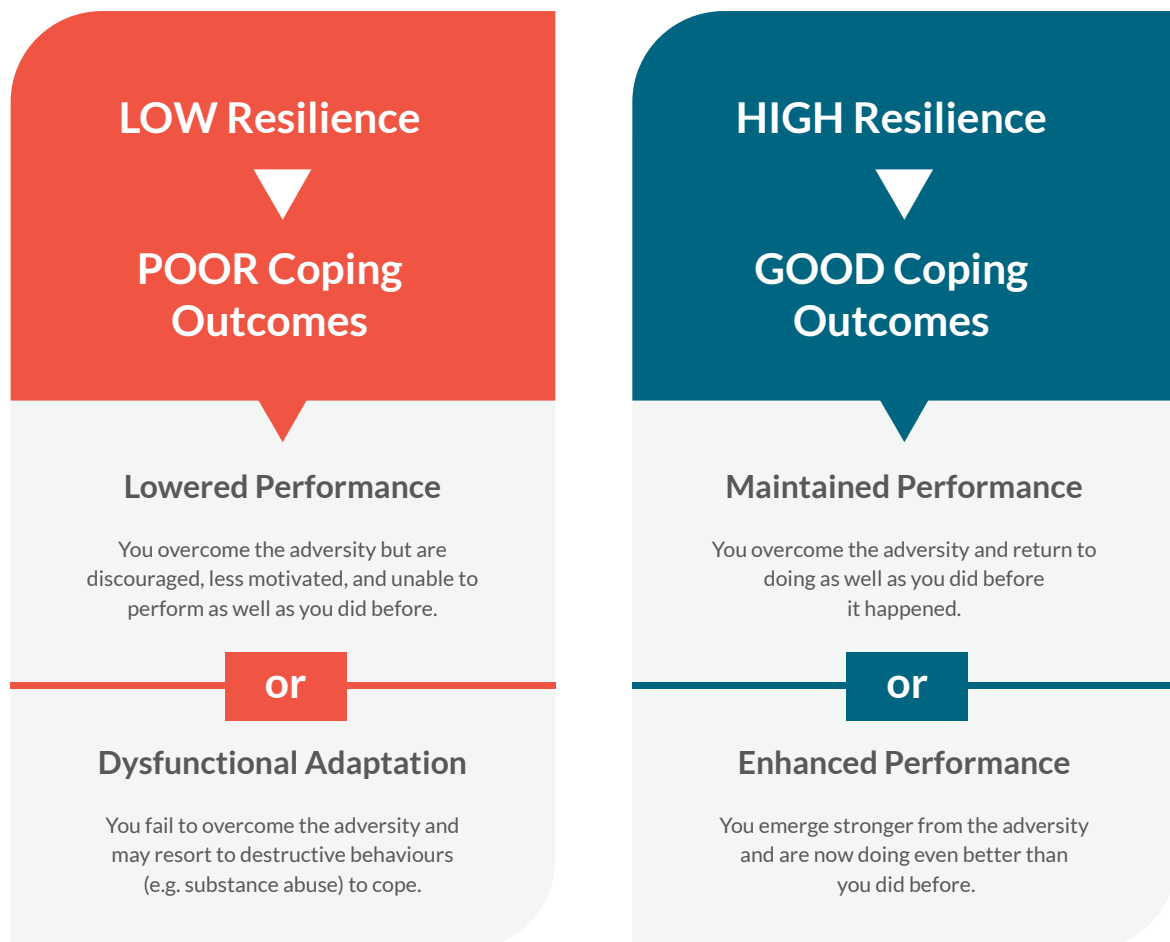 LOW Resilience
POOR Coping
Outcomes
Lowered Performance
You overcome the adversity but are
discouraged, less motivated, and unable to
perform as well as you did before.
or
Dysfunctional Adaptation
You fail to overcome the adversity and
may resort to destructive behaviours
(e.g. substance abuse) to cope.
HIGH Resilience
GOOD Coping
Outcomes
Maintained Performance
You overcome the adversity and return to
doing as well as you did before
it happened.
or
Enhanced Performance
You emerge stronger from the adversity
and are now doing even better than
you did before.